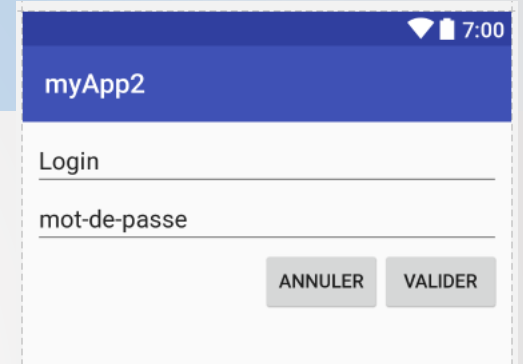 7:00
myApp2
Login
mot-de-passe
ANNULER VALIDER